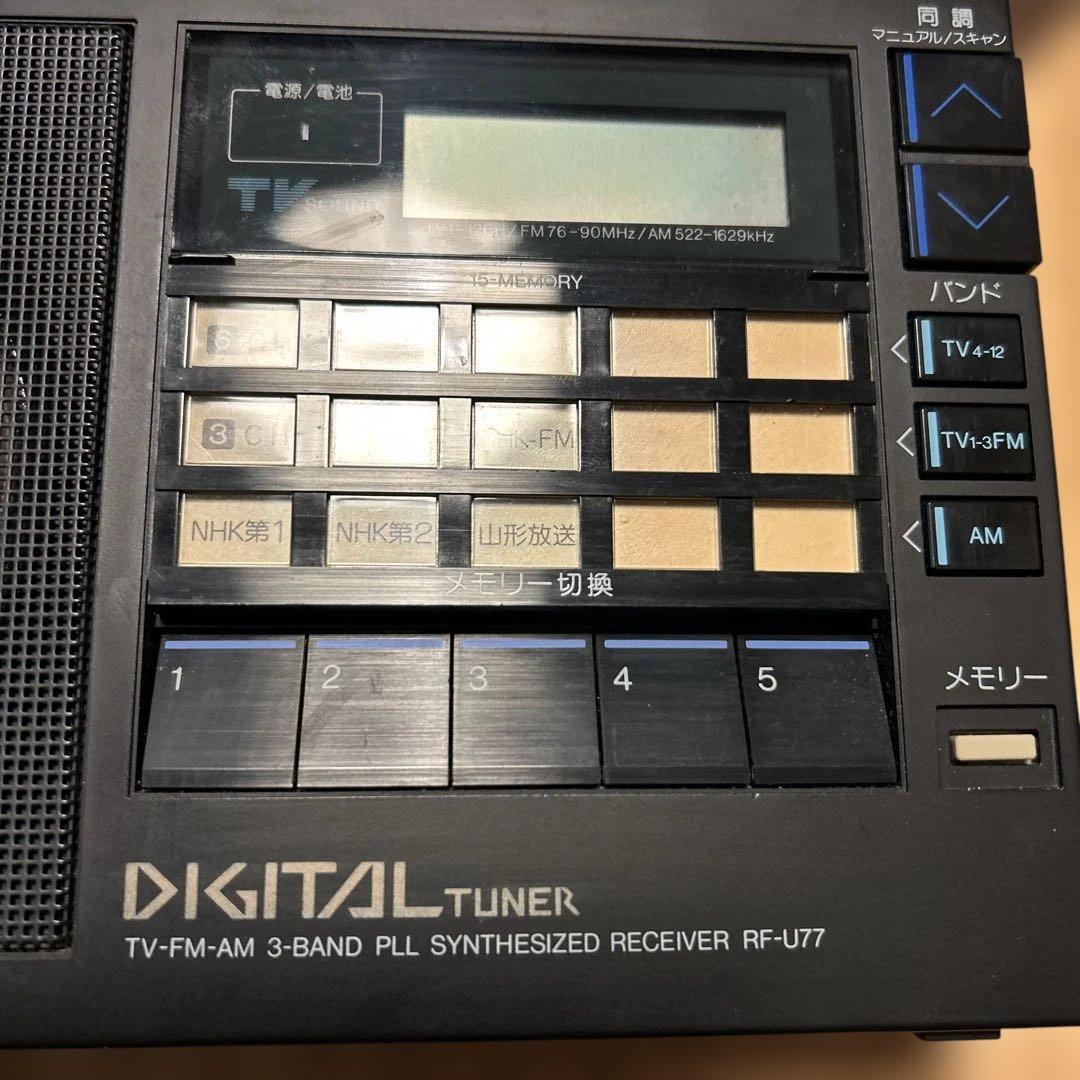 同調
マニュアル/スキャン
電源/電池
TV1-12CH/FM76-90MHz/AM522-1629kHz
15-MEMORY
バンド
TV4-12
3CH
-FM
TV1-3FM
NHK第1
NHK第2
山形放送
AM
メモリー切換
1
2
3
4
5
メモリー
DIGITAL TUNER
TV-FM-AM 3-BAND PLL SYNTHESIZED RECEIVER RF-U77